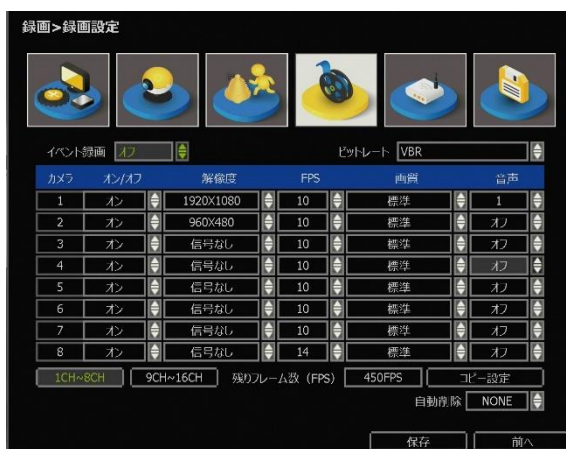 録画>録画設定
イベント録画 オフ ビットレート VBR
カメラ オン/オフ 解像度 FPS 画質 音声
1 オン 1920X1080 10 標準 1
2 オン 960X480 10 標準 オフ
3 オン 信号なし 10 標準 オフ
4 オン 信号なし 10 標準 オフ
5 オン 信号なし 10 標準 オフ
6 オン 信号なし 10 標準 オフ
7 オン 信号なし 10 標準 オフ
8 オン 信号なし 14 標準 オフ
1CH~8CH 9CH~16CH 残りフレーム数 (FPS) 450FPS コピー設定
自動削除 NONE
保存 前へ